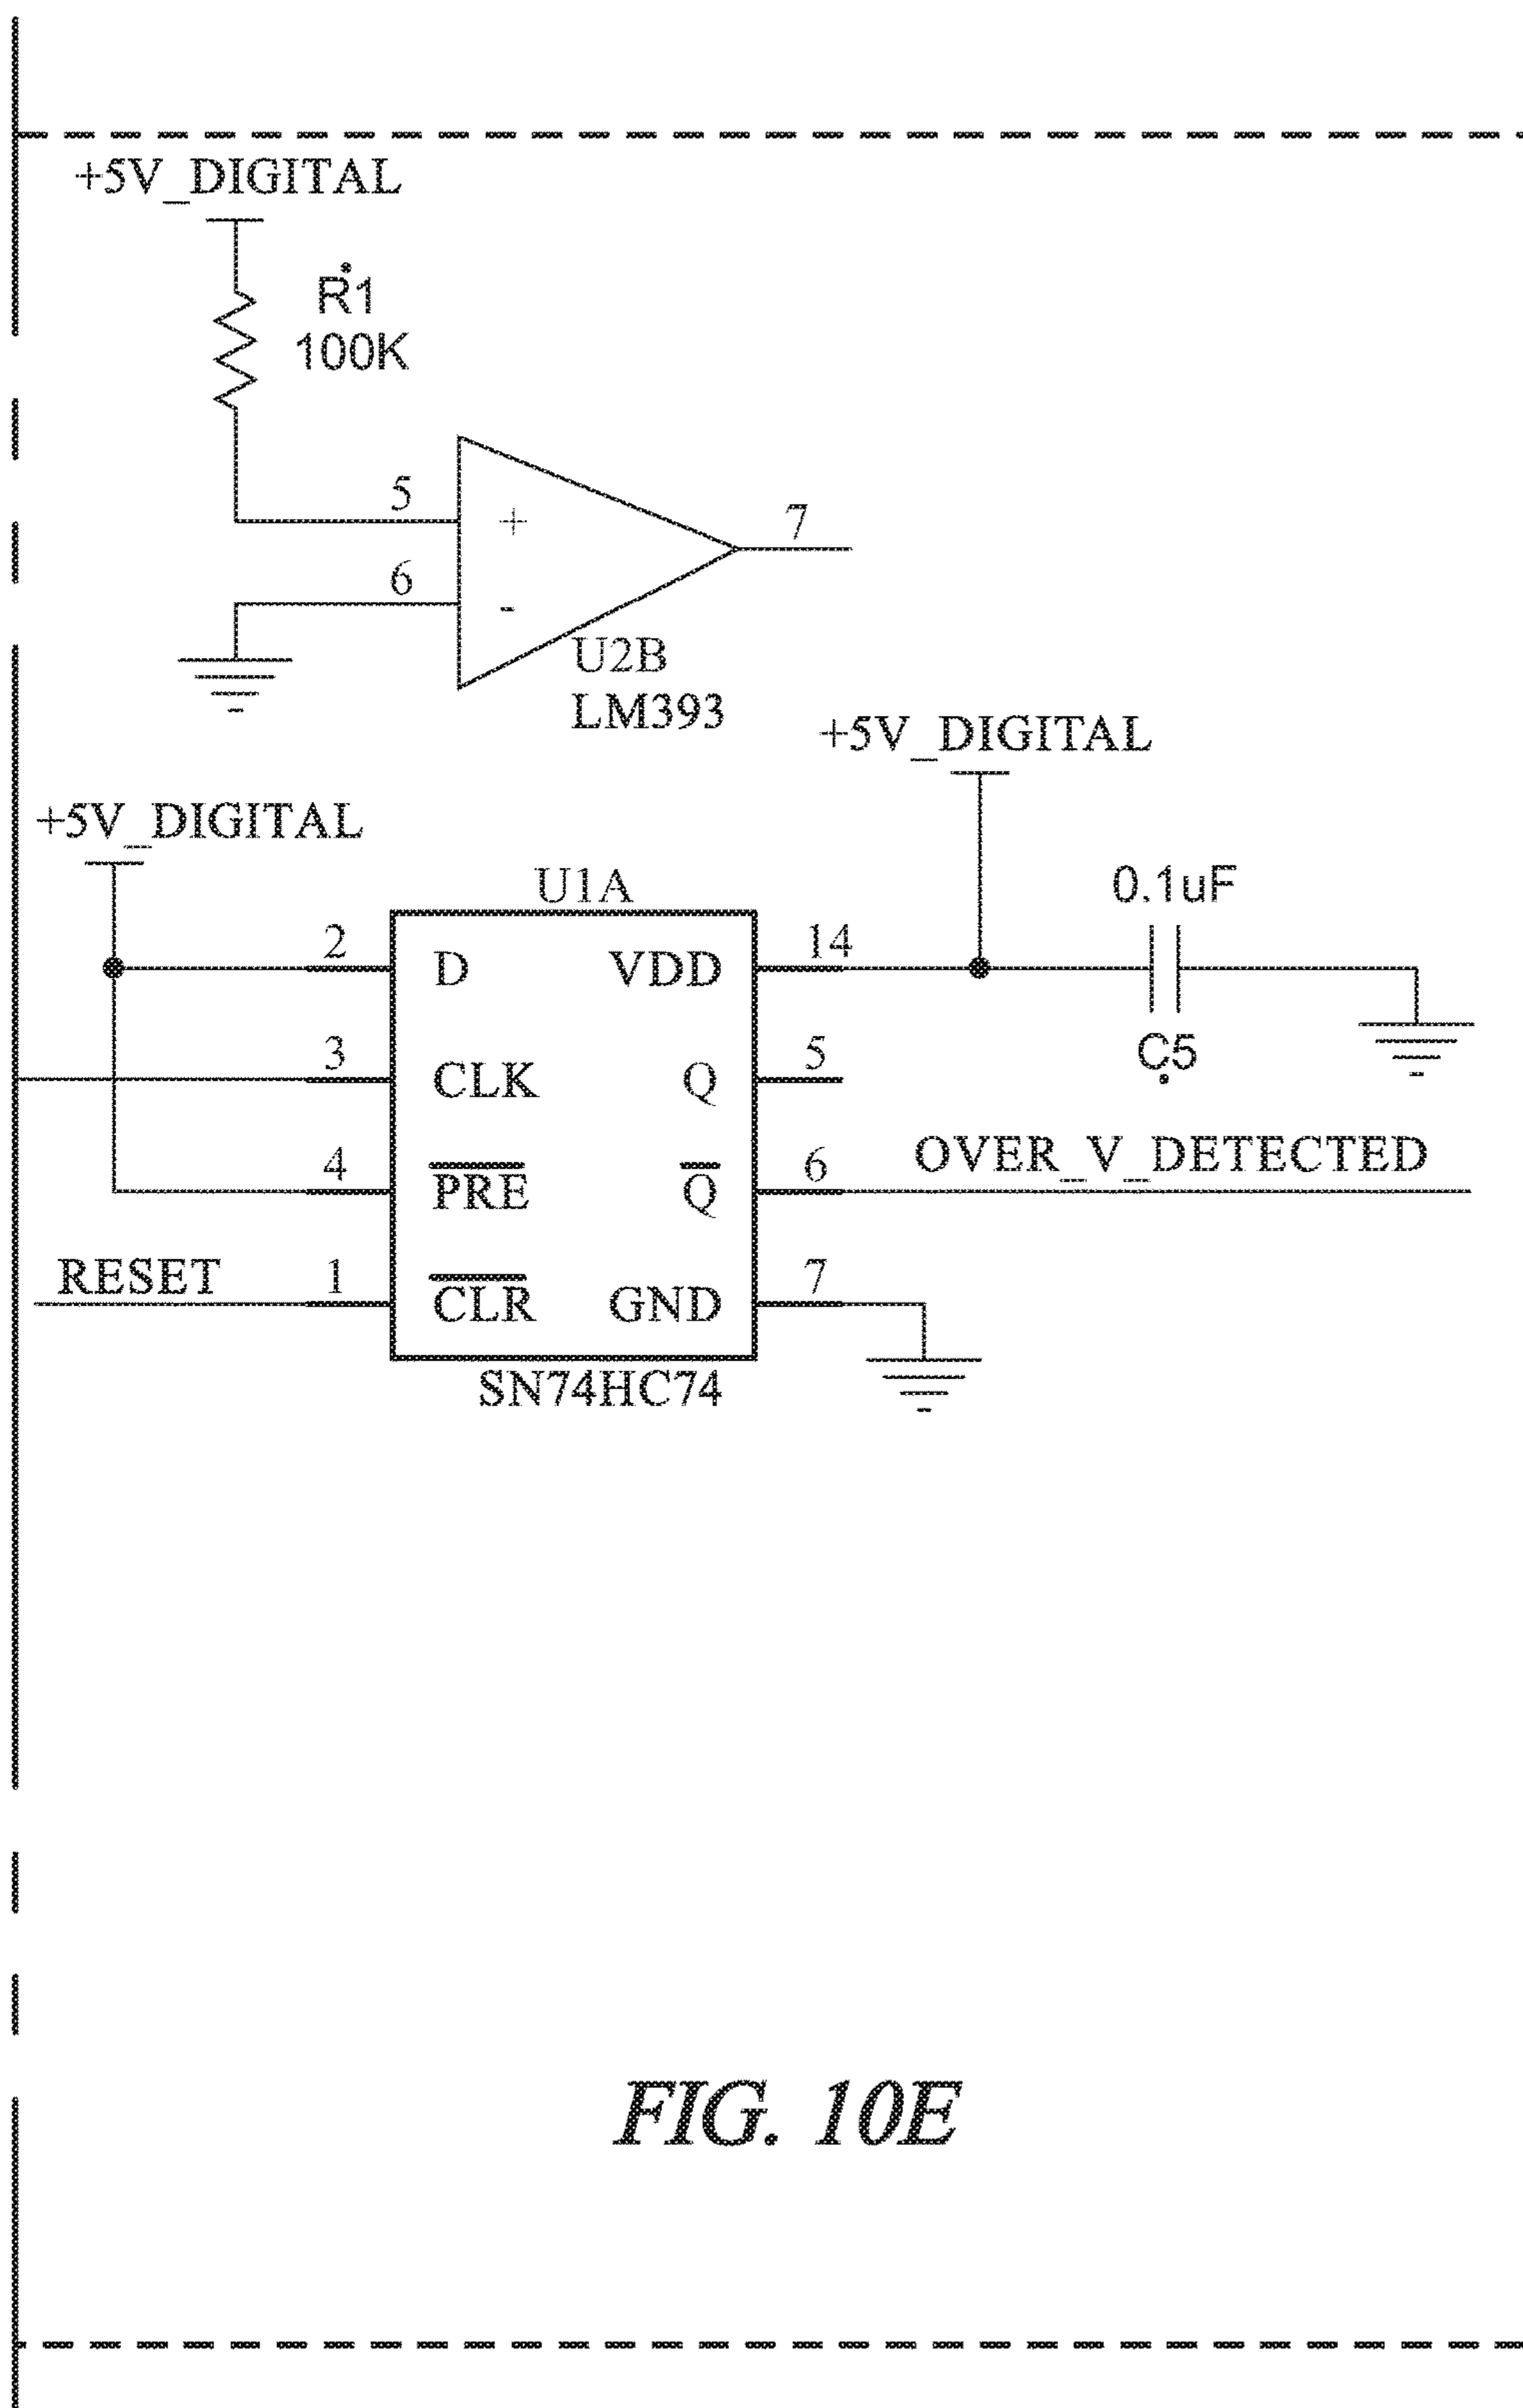 +5V_DIGITAL
R1
100K
5
+
7
6
-
U2B
LM393
+5V_DIGITAL
+5V_DIGITAL
U1A
0.1uF
2
D
VDD
14
3
CLK
Q
5
C5
4
PRE
Q
6
OVER_V_DETECTED
RESET
1
CLR
GND
7
SN74HC74
FIG. 10E